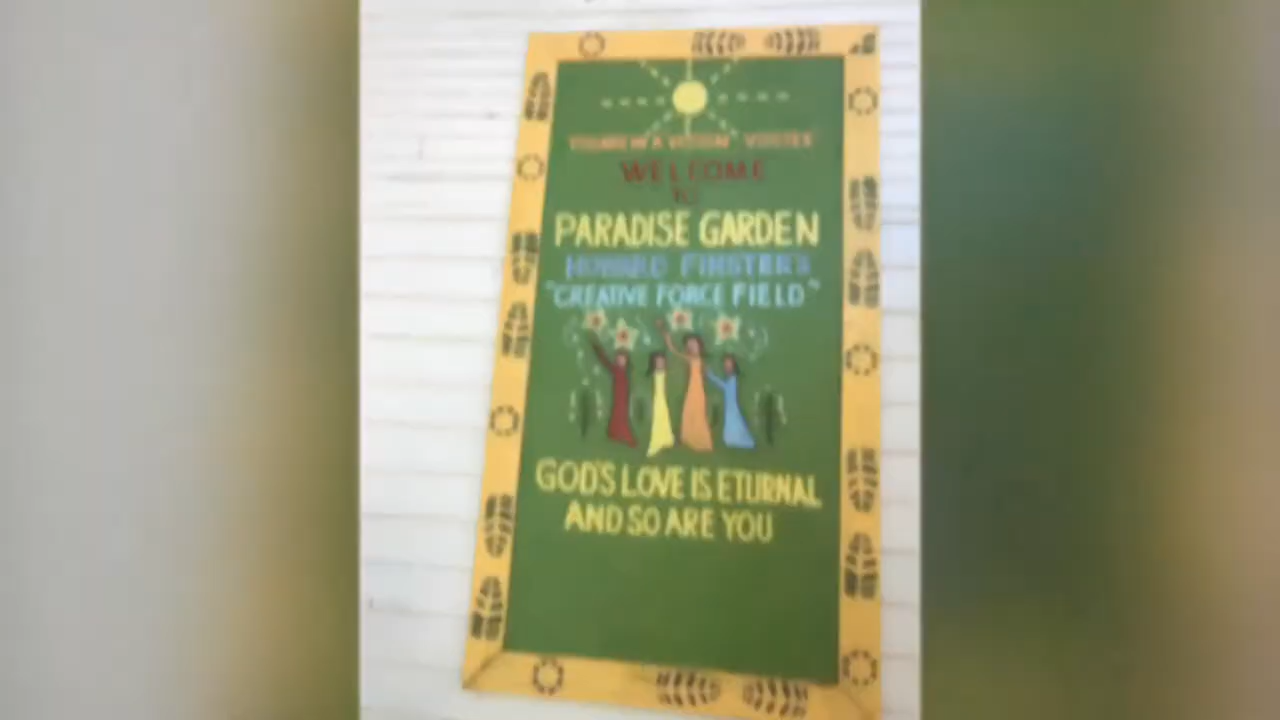 WELCOME
TO
PARADISE GARDEN
HOWARD FINSTER'S
"CREATIVE FORCE FIELD"
GOD'S LOVE IS ETURNAL
AND SO ARE YOU